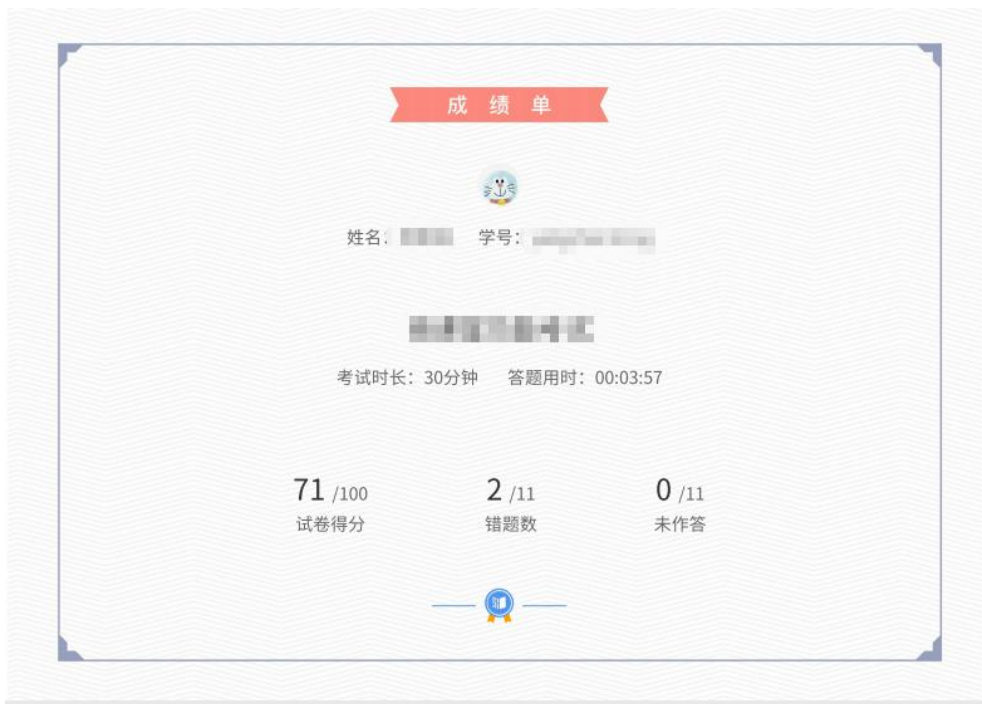 成绩单
姓名： 学号：
考试时长：30分钟 答题用时：00:03:57
71 /100 2 /11 0 /11
试卷得分 错题数 未作答